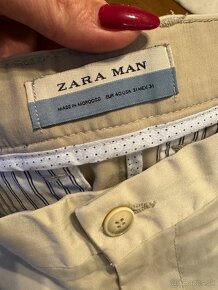 ZARA MAN
MADE IN MOROCCO EUR 40 USA 31 MEX 31